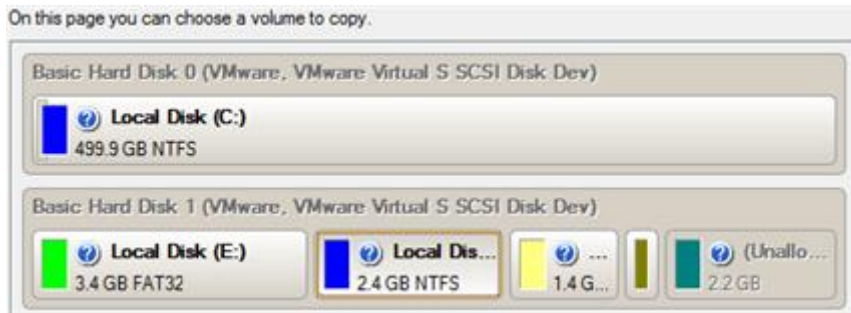 On this page you can choose a volume to copy.
Basic Hard Disk 0 (VMware, VMware Virtual S SCSI Disk Dev)
Local Disk (C:)
499.9 GB NTFS
Basic Hard Disk 1 (VMware, VMware Virtual S SCSI Disk Dev)
Local Disk (E:) Local Dis... ... (Unallo...
3.4 GB FAT32 2.4 GB NTFS 1.4 G... 2.2 GB